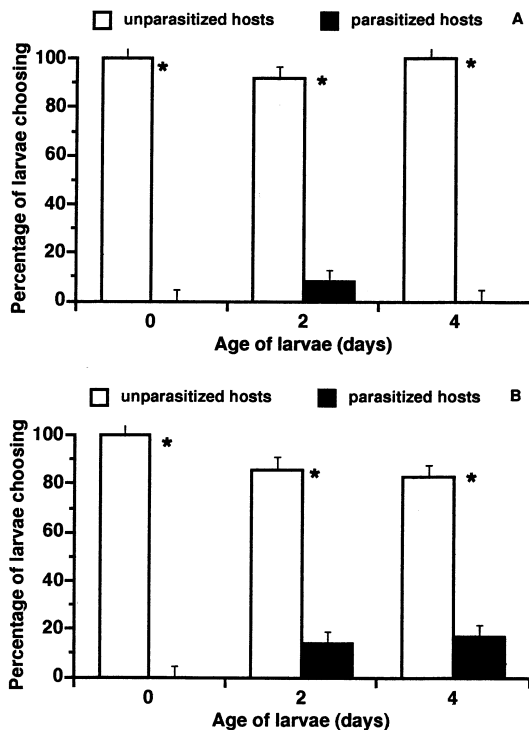 unparasitized hosts parasitized hosts A
Percentage of larvae choosing
100
80
60
40
20
0
* * *
0 2 4
Age of larvae (days)
unparasitized hosts parasitized hosts B
Percentage of larvae choosing
100
80
60
40
20
0
* * *
0 2 4
Age of larvae (days)